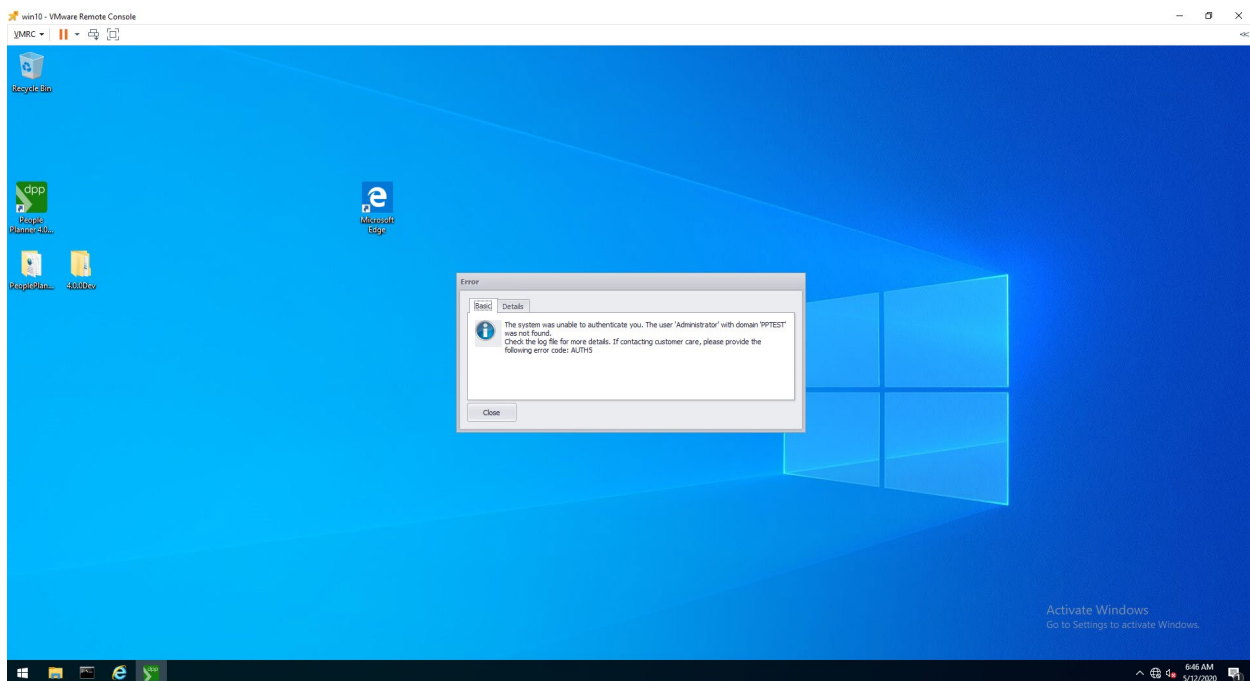 win10 - VMware Remote Console
VMRC
Recycle Bin
dpp
People
Planner 4.0...
Microsoft
Edge
PeoplePlan...
4.0.0Dev
Error
Basic
Details
The system was unable to authenticate you. The user 'Administrator' with domain 'PPTEST'
was not found.
Check the log file for more details. If contacting customer care, please provide the
following error code: AUTH5
Close
Activate Windows
Go to Settings to activate Windows.
dpp
6:46 AM
5/12/2020